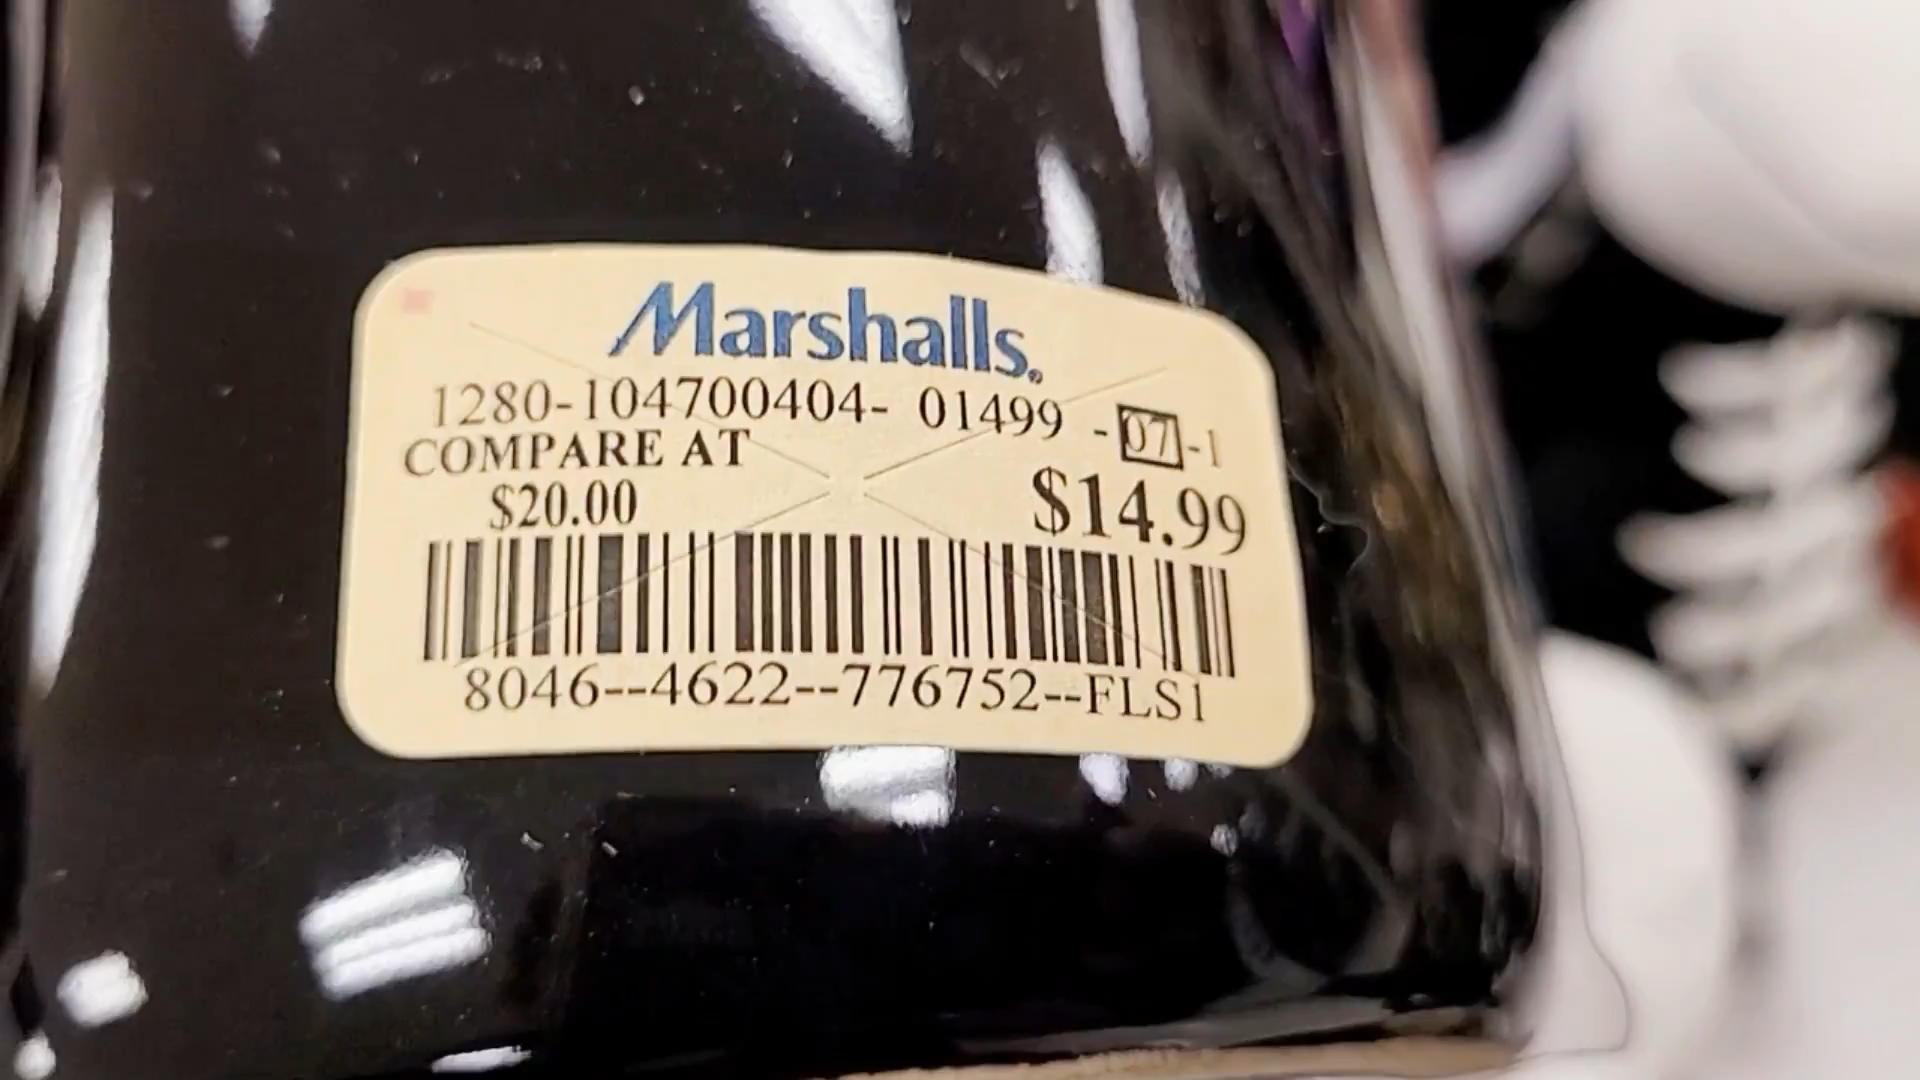 Marshalls®
1280-104700404- 01499 -07-1
COMPARE AT
$20.00 $14.99
8046--4622--776752--FLS1